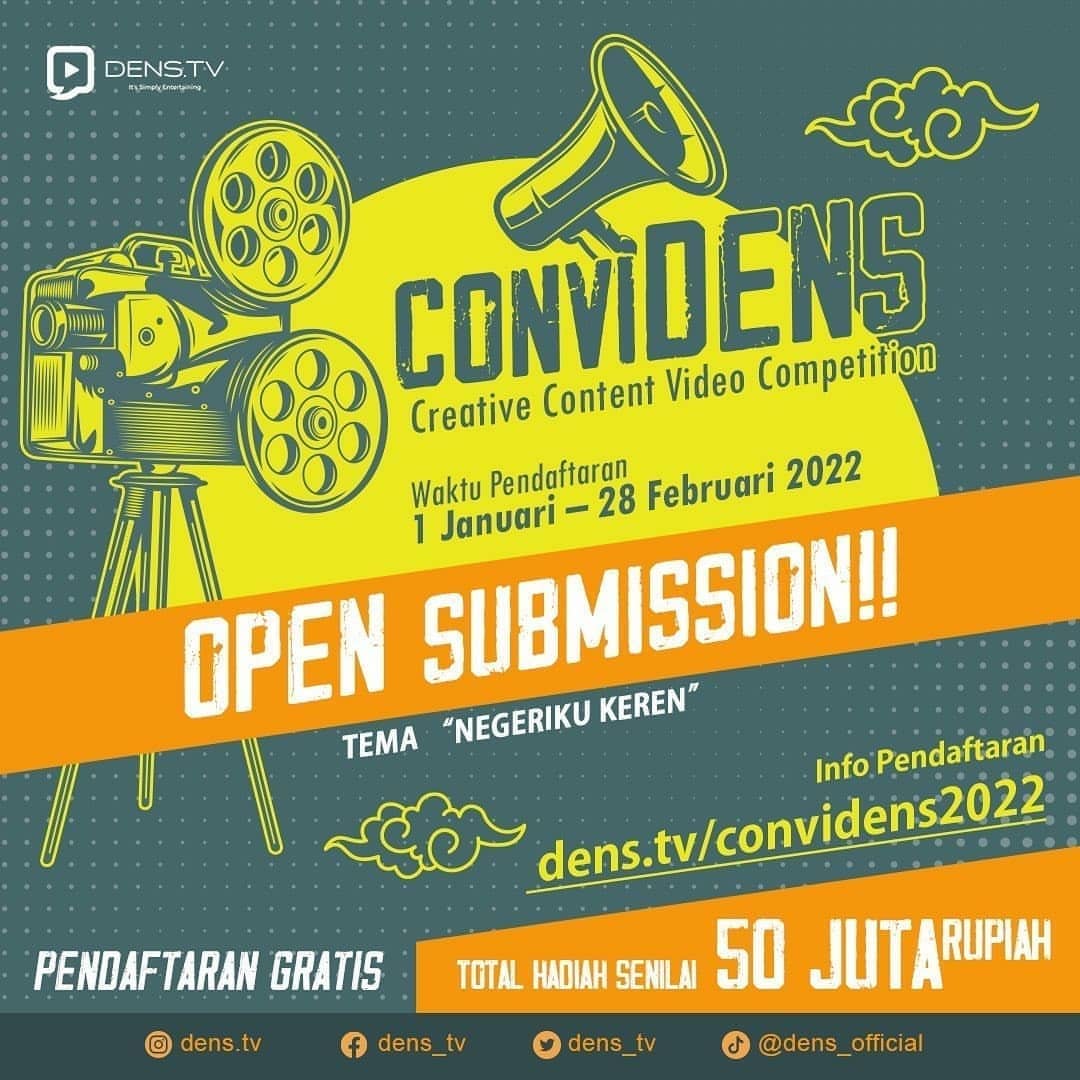 DENS.TV
It's Simply Entertaining
CONVIDENS
Creative Content Video Competition
Waktu Pendaftaran
1 Januari – 28 Februari 2022
OPEN SUBMISSION!!
TEMA "NEGERIKU KEREN"
Info Pendaftaran
dens.tv/convidens2022
PENDAFTARAN GRATIS
TOTAL HADIAH SENILAI 50 JUTA RUPIAH
dens.tv dens_tv dens_tv @dens_official